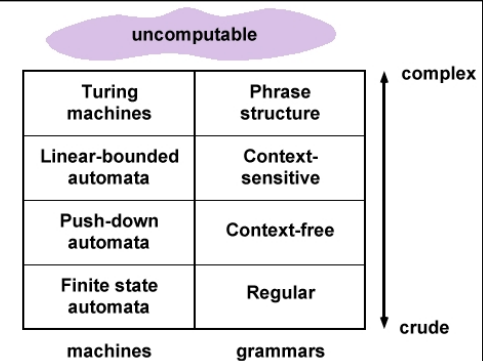 uncomputable
complex
Turing
machines
Phrase
structure
Linear-bounded
automata
Context-
sensitive
Push-down
automata
Context-free
Finite state
automata
Regular
crude
machines
grammars